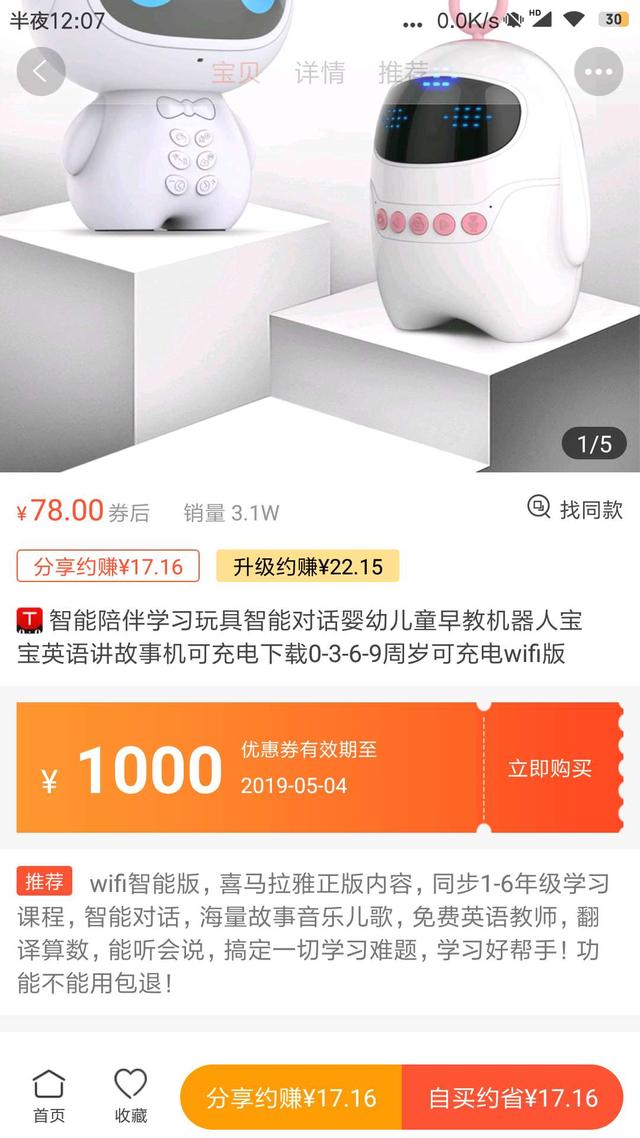 半夜12:07
... 0.0K/s HD 30
宝贝 详情 推荐
1/5
¥78.00券后 销量 3.1W 找同款
分享约赚¥17.16 升级约赚¥22.15
T 智能陪伴学习玩具智能对话婴幼儿童早教机器人宝
宝英语讲故事机可充电下载0-3-6-9周岁可充电wifi版
¥ 1000 优惠券有效期至
2019-05-04
立即购买
推荐 wifi智能版，喜马拉雅正版内容，同步1-6年级学习
课程，智能对话，海量故事音乐儿歌，免费英语教师，翻
译算数，能听会说，搞定一切学习难题，学习好帮手！功
能不能用包退！
首页 收藏 分享约赚¥17.16 自买约省¥17.16